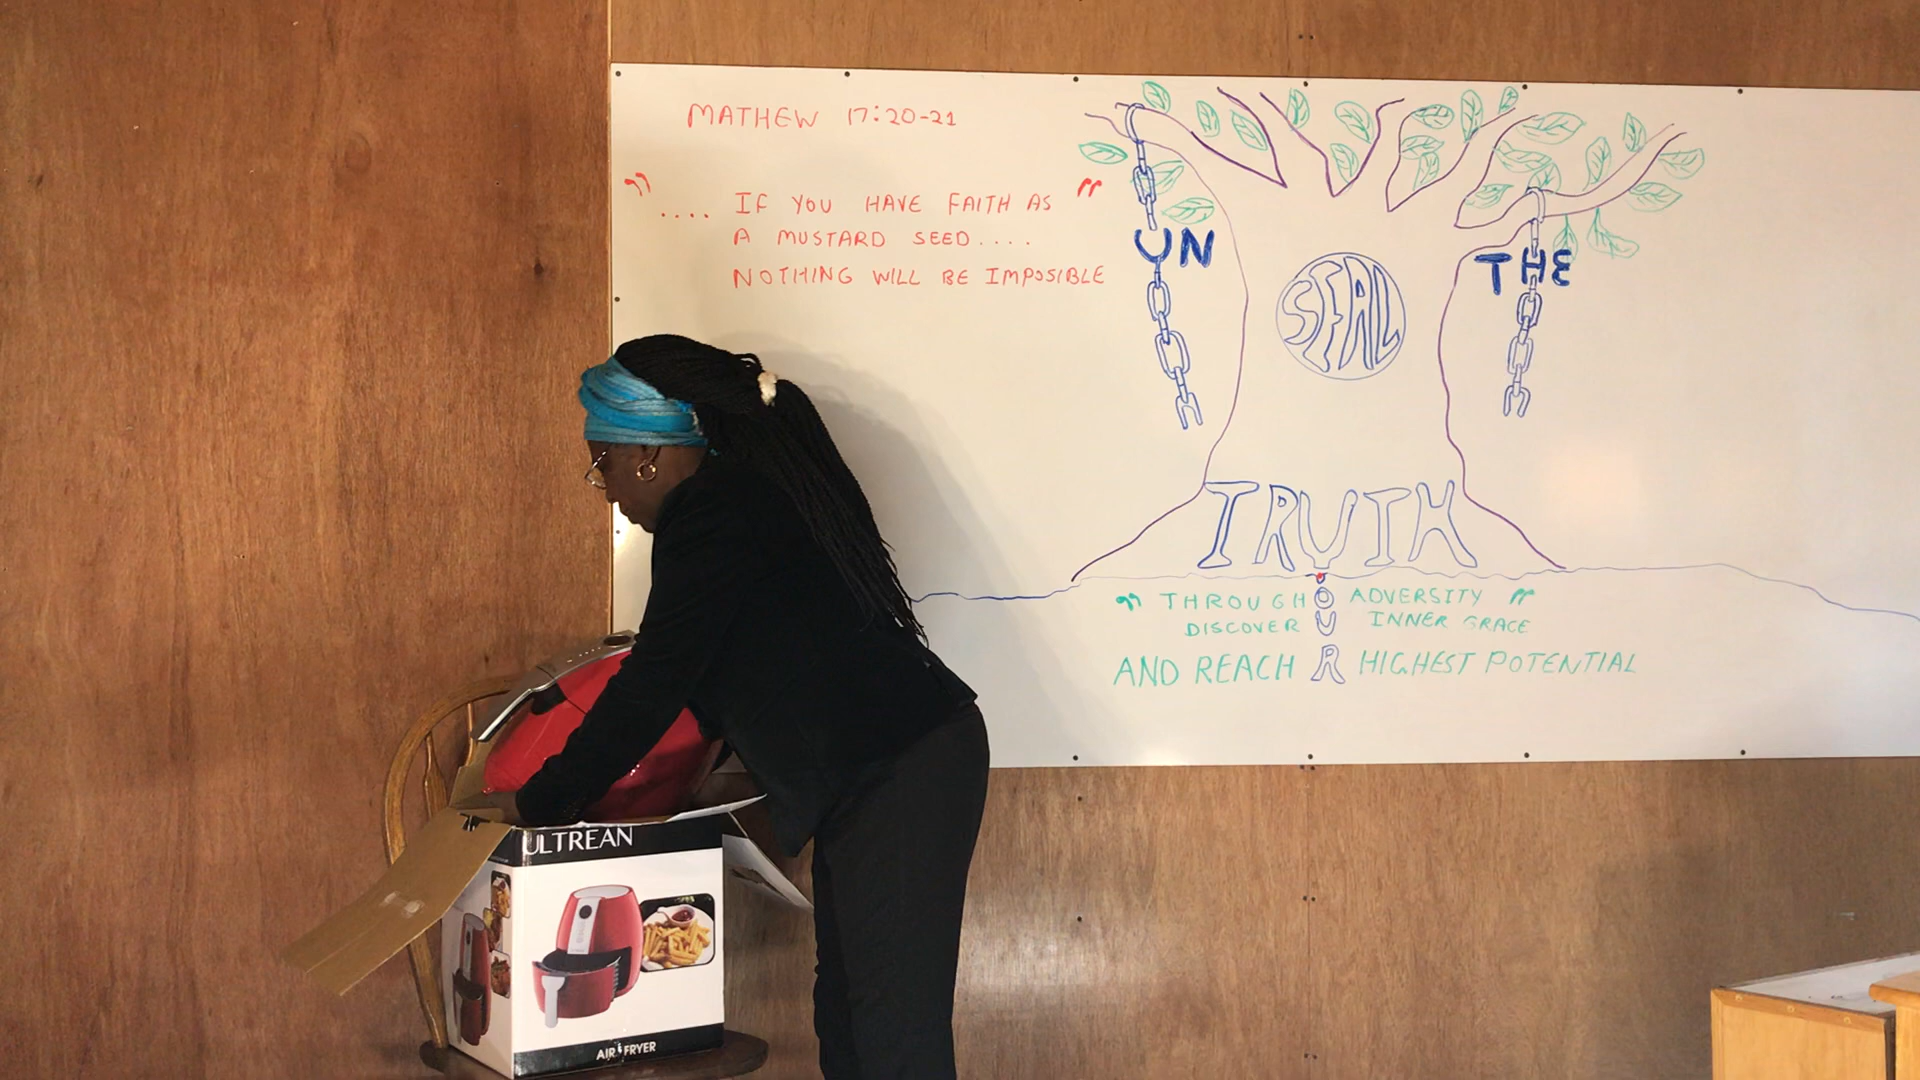 MATHEW 17:20-21
" .... IF YOU HAVE FAITH AS "
A MUSTARD SEED....
NOTHING WILL BE IMPOSIBLE
UN
SEAL
THE
TRUTH
" THROUGH OUR ADVERSITY "
DISCOVER INNER GRACE
AND REACH HIGHEST POTENTIAL
ULTREAN
AIR FRYER